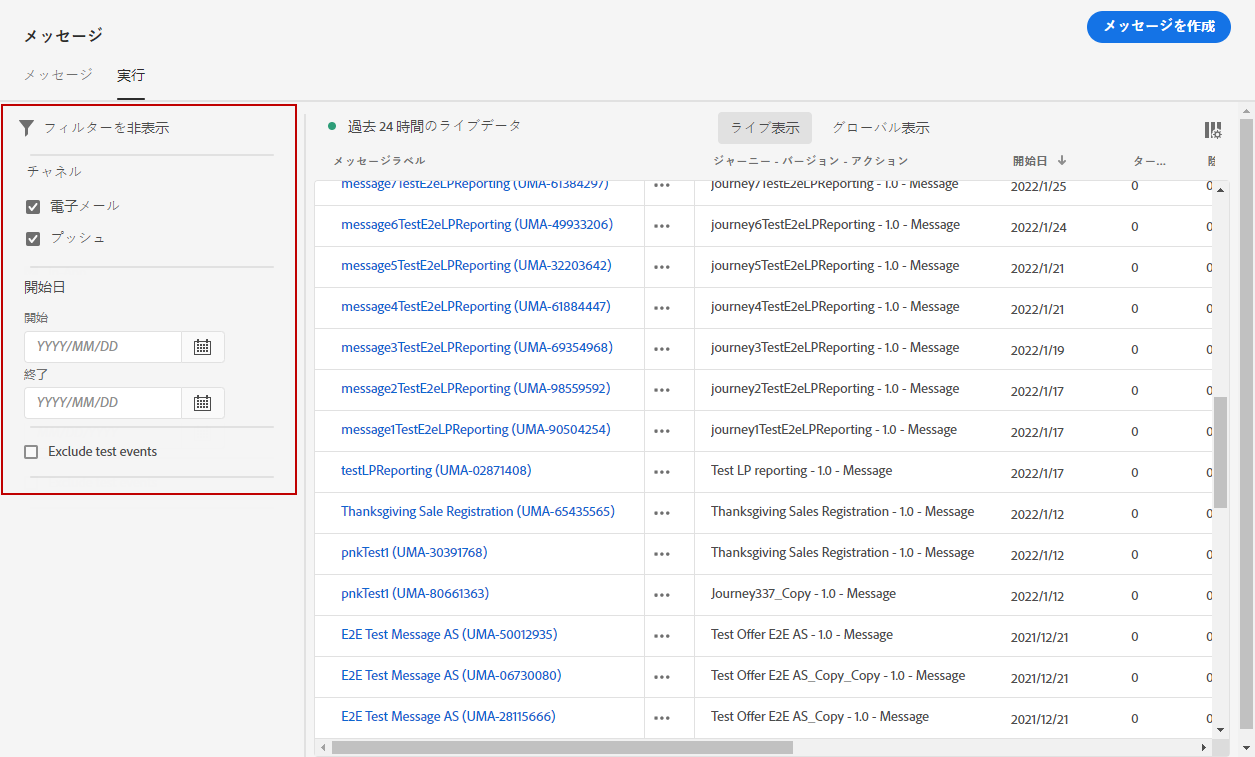 メッセージ
メッセージを作成
メッセージ 実行
フィルターを非表示
チャネル
電子メール
プッシュ
開始日
開始
YYYY/MM/DD
終了
YYYY/MM/DD
Exclude test events
過去 24 時間のライブデータ ライブ表示 グローバル表示
メッセージラベル ジャーニー - バージョン - アクション 開始日 ター...
message7TestE2eLPReporting (UMA-61384297) journey7TestE2eLPReporting - 1.0 - Message 2022/1/25 0 0
message6TestE2eLPReporting (UMA-49933206) journey6TestE2eLPReporting - 1.0 - Message 2022/1/24 0 0
message5TestE2eLPReporting (UMA-32203642) journey5TestE2eLPReporting - 1.0 - Message 2022/1/21 0 0
message4TestE2eLPReporting (UMA-61884447) journey4TestE2eLPReporting - 1.0 - Message 2022/1/21 0 0
message3TestE2eLPReporting (UMA-69354968) journey3TestE2eLPReporting - 1.0 - Message 2022/1/19 0 0
message2TestE2eLPReporting (UMA-98559592) journey2TestE2eLPReporting - 1.0 - Message 2022/1/17 0 0
message1TestE2eLPReporting (UMA-90504254) journey1TestE2eLPReporting - 1.0 - Message 2022/1/17 0 0
testLPReporting (UMA-02871408) Test LP reporting - 1.0 - Message 2022/1/17 0 0
Thanksgiving Sale Registration (UMA-65435565) Thanksgiving Sales Registration - 1.0 - Message 2022/1/12 0 0
pnkTest1 (UMA-30391768) Thanksgiving Sales Registration - 1.0 - Message 2022/1/12 0 0
pnkTest1 (UMA-80661363) Journey337_Copy - 1.0 - Message 2022/1/12 0 0
E2E Test Message AS (UMA-50012935) Test Offer E2E AS - 1.0 - Message 2021/12/21 0 0
E2E Test Message AS (UMA-06730080) Test Offer E2E AS_Copy_Copy - 1.0 - Message 2021/12/21 0 0
E2E Test Message AS (UMA-28115666) Test Offer E2E AS_Copy - 1.0 - Message 2021/12/21 0 0